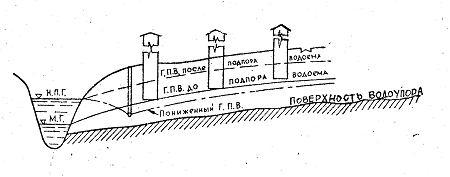 Г.П.В. после подпора водоема
Н.П.Г.
Г.П.В. до подпора водоема
М.Г.
Пониженный Г.П.В.
Поверхность водоупора